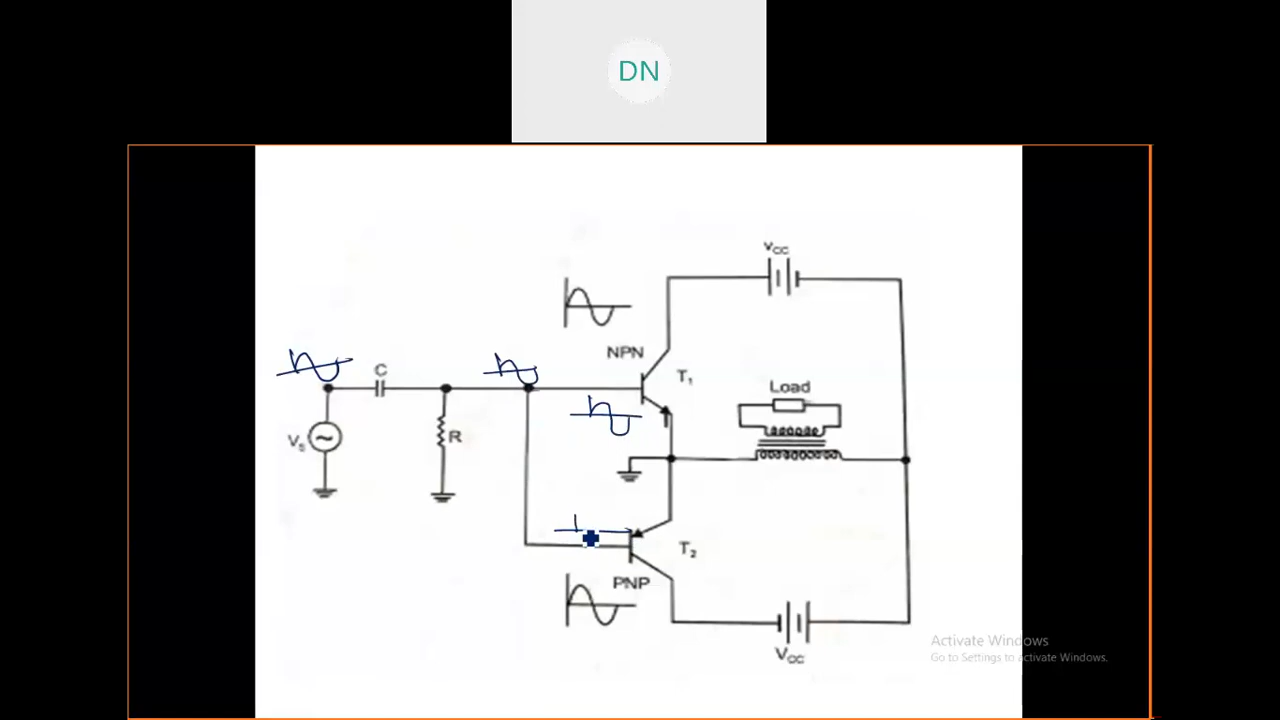 DN
VCC
NPN
C
T1
Load
R
VS
T2
PNP
VCC
Activate Windows
Go to Settings to activate Windows.